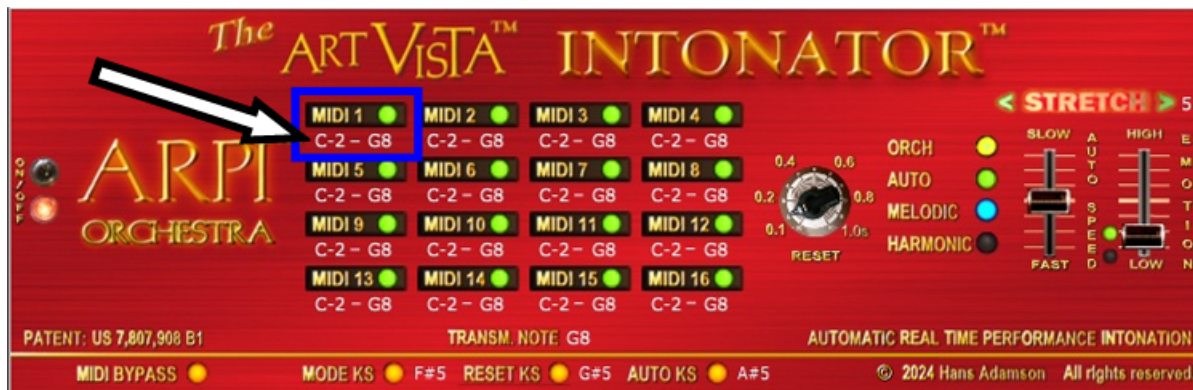 The ART VISTA™ INTONATOR™
ARPI
ORCHESTRA
ON/OFF
MIDI 1 MIDI 2 MIDI 3 MIDI 4
C-2 – G8 C-2 – G8 C-2 – G8 C-2 – G8
MIDI 5 MIDI 6 MIDI 7 MIDI 8
C-2 – G8 C-2 – G8 C-2 – G8 C-2 – G8
MIDI 9 MIDI 10 MIDI 11 MIDI 12
C-2 – G8 C-2 – G8 C-2 – G8 C-2 – G8
MIDI 13 MIDI 14 MIDI 15 MIDI 16
C-2 – G8 C-2 – G8 C-2 – G8 C-2 – G8
0.4 0.6
0.2 0.8
0.1 1.0s
RESET
ORCH
AUTO
MELODIC
HARMONIC
< STRETCH > 5
SLOW HIGH
AUTO SPEED
EMOTION
FAST LOW
PATENT: US 7,807,908 B1 TRANSM. NOTE G8 AUTOMATIC REAL TIME PERFORMANCE INTONATION
MIDI BYPASS MODE KS F#5 RESET KS G#5 AUTO KS A#5 © 2024 Hans Adamson All rights reserved